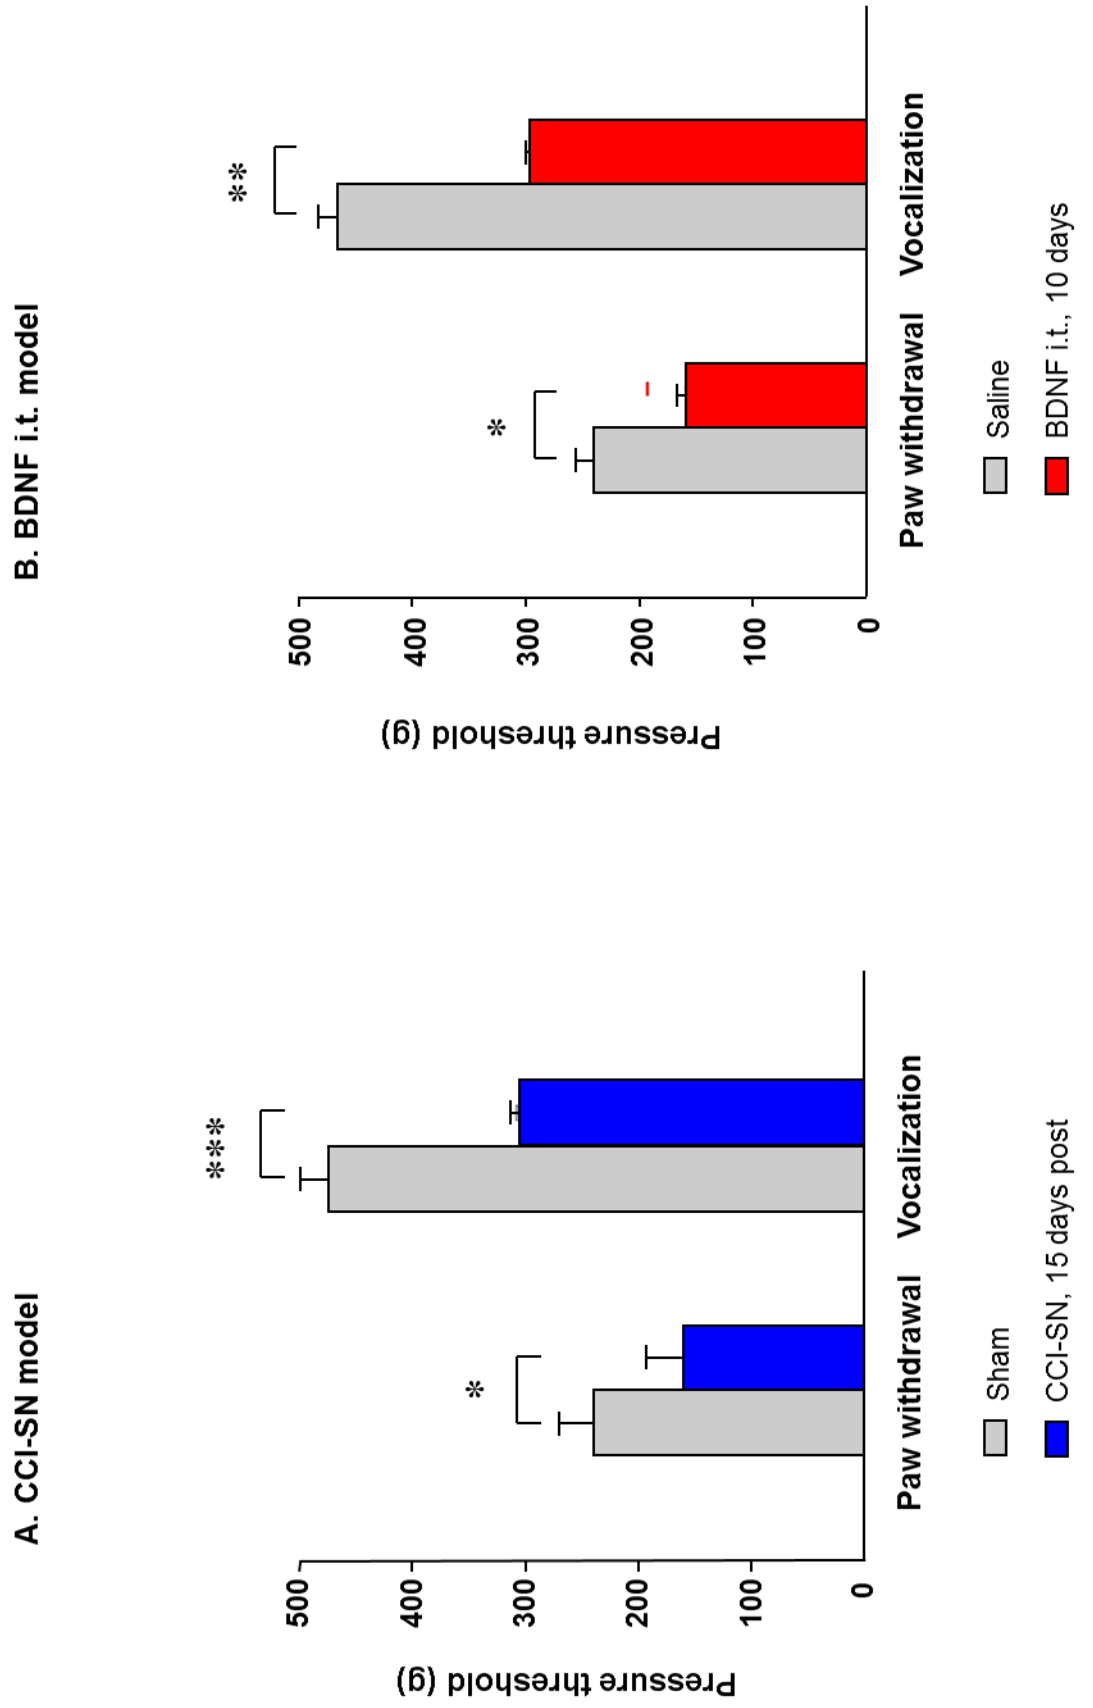 A. CCI-SN model
Pressure threshold (g)
500
400
300
200
100
0
*
***
Paw withdrawal
Vocalization
Sham
CCI-SN, 15 days post
B. BDNF i.t. model
Pressure threshold (g)
500
400
300
200
100
0
*
**
Paw withdrawal
Vocalization
Saline
BDNF i.t., 10 days